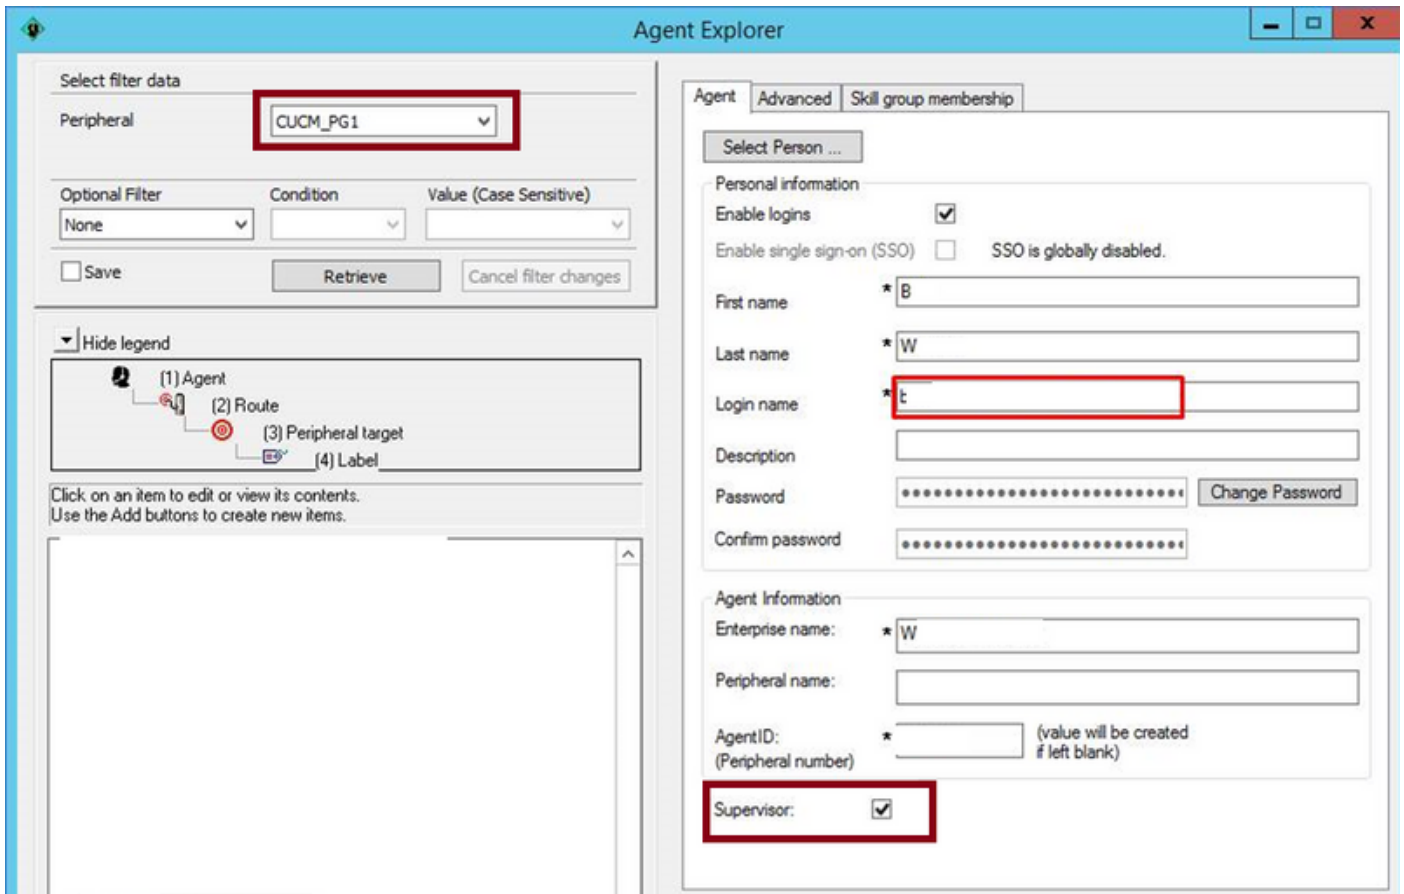 Agent Explorer
Select filter data
Peripheral
CUCM_PG1
Optional Filter
Condition
Value (Case Sensitive)
None
Save
Retrieve
Cancel filter changes
Hide legend
(1) Agent
(2) Route
(3) Peripheral target
(4) Label
Click on an item to edit or view its contents.
Use the Add buttons to create new items.
Agent
Advanced
Skill group membership
Select Person ...
Personal information
Enable logins
Enable single sign-on (SSO)
SSO is globally disabled.
First name
* B
Last name
* W
Login name
*
Description
Password
Change Password
Confirm password
Agent Information
Enterprise name:
* W
Peripheral name:
AgentID:
(Peripheral number)
*
(value will be created
if left blank)
Supervisor: